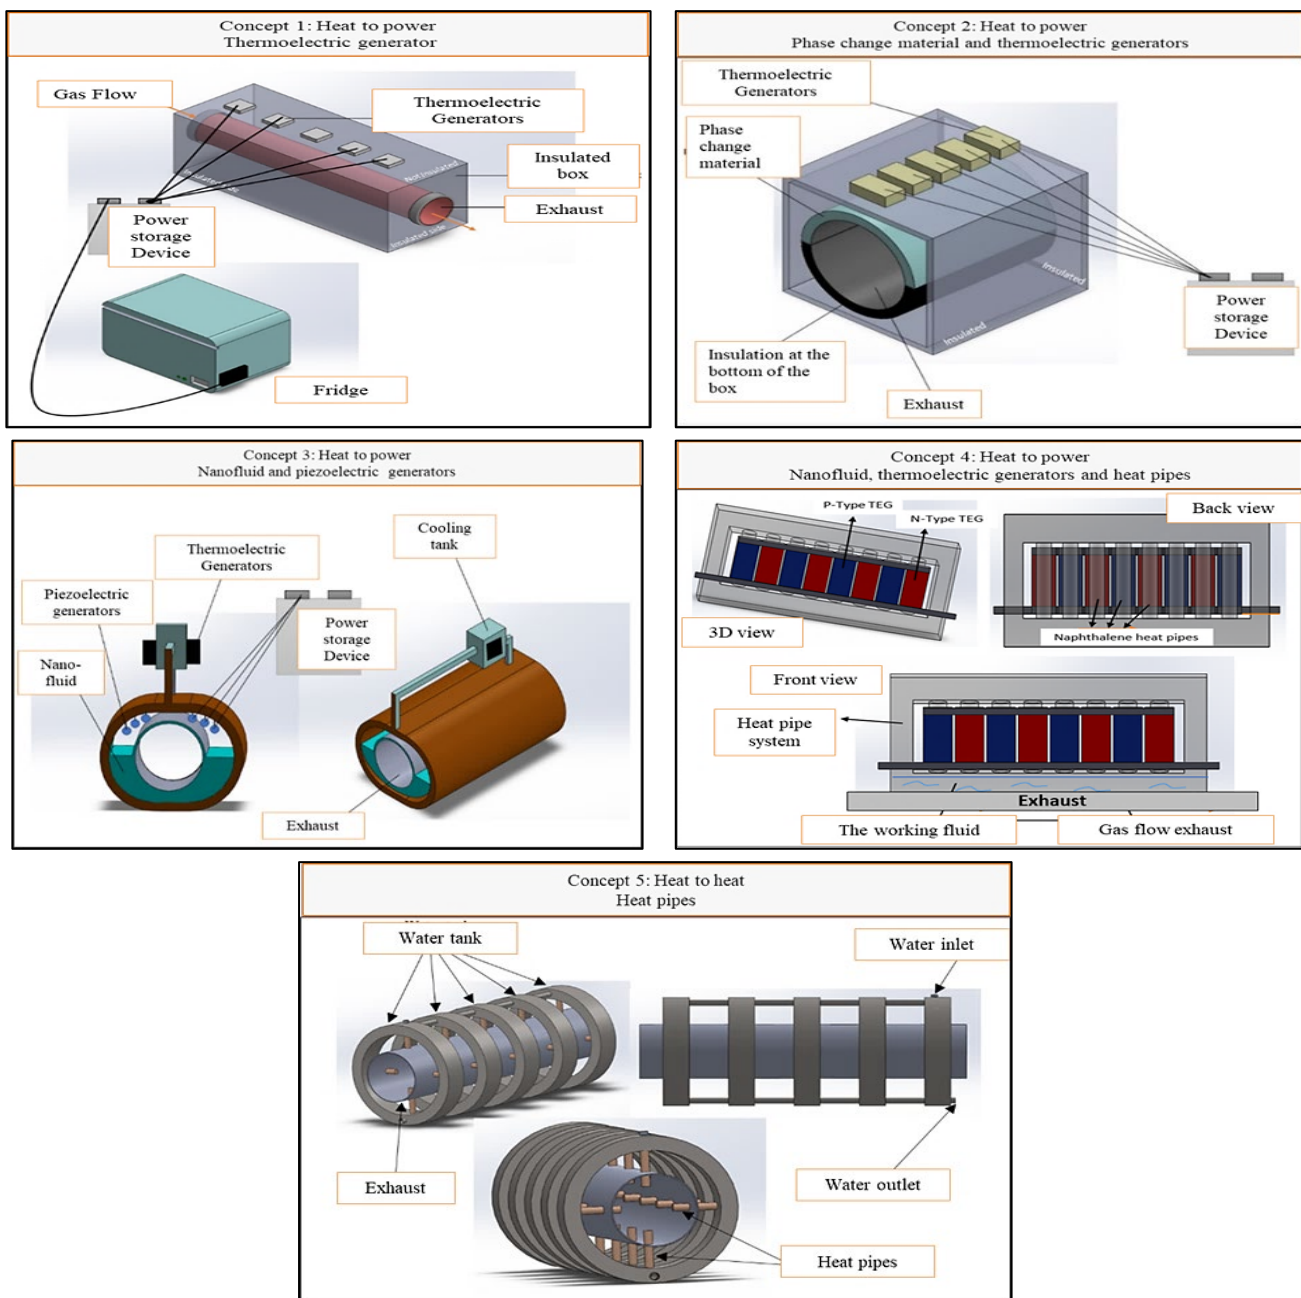 Concept 1: Heat to power
Thermoelectric generator
Gas Flow
Thermoelectric
Generators
Not Insulated
Insulated
box
Exhaust
Insulated side
Power
storage
Device
Fridge
Concept 2: Heat to power
Phase change material and thermoelectric generators
Thermoelectric
Generators
Phase
change
material
Insulated
Insulated
Power
storage
Device
Insulation at the
bottom of the
box
Exhaust
Concept 3: Heat to power
Nanofluid and piezoelectric generators
Cooling
tank
Thermoelectric
Generators
Piezoelectric
generators
Power
storage
Device
Nano-
fluid
Exhaust
Concept 4: Heat to power
Nanofluid, thermoelectric generators and heat pipes
P-Type TEG
N-Type TEG
Back view
3D view
Naphthalene heat pipes
Front view
Heat pipe
system
Exhaust
The working fluid
Gas flow exhaust
Concept 5: Heat to heat
Heat pipes
Water tank
Water inlet
Exhaust
Water outlet
Heat pipes